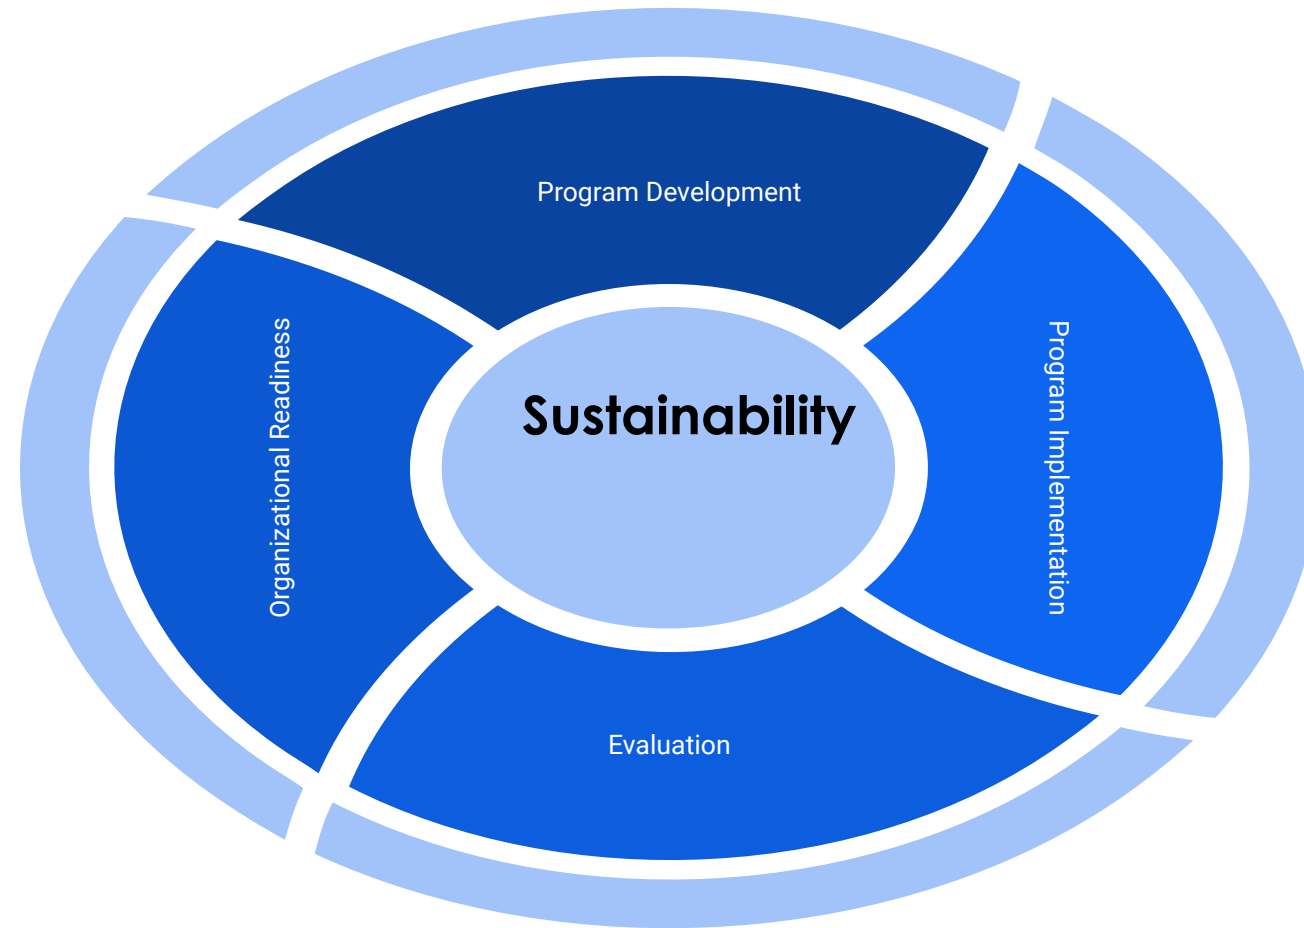 Program Development
Sustainability
Organizational Readiness
Program Implementation
Evaluation